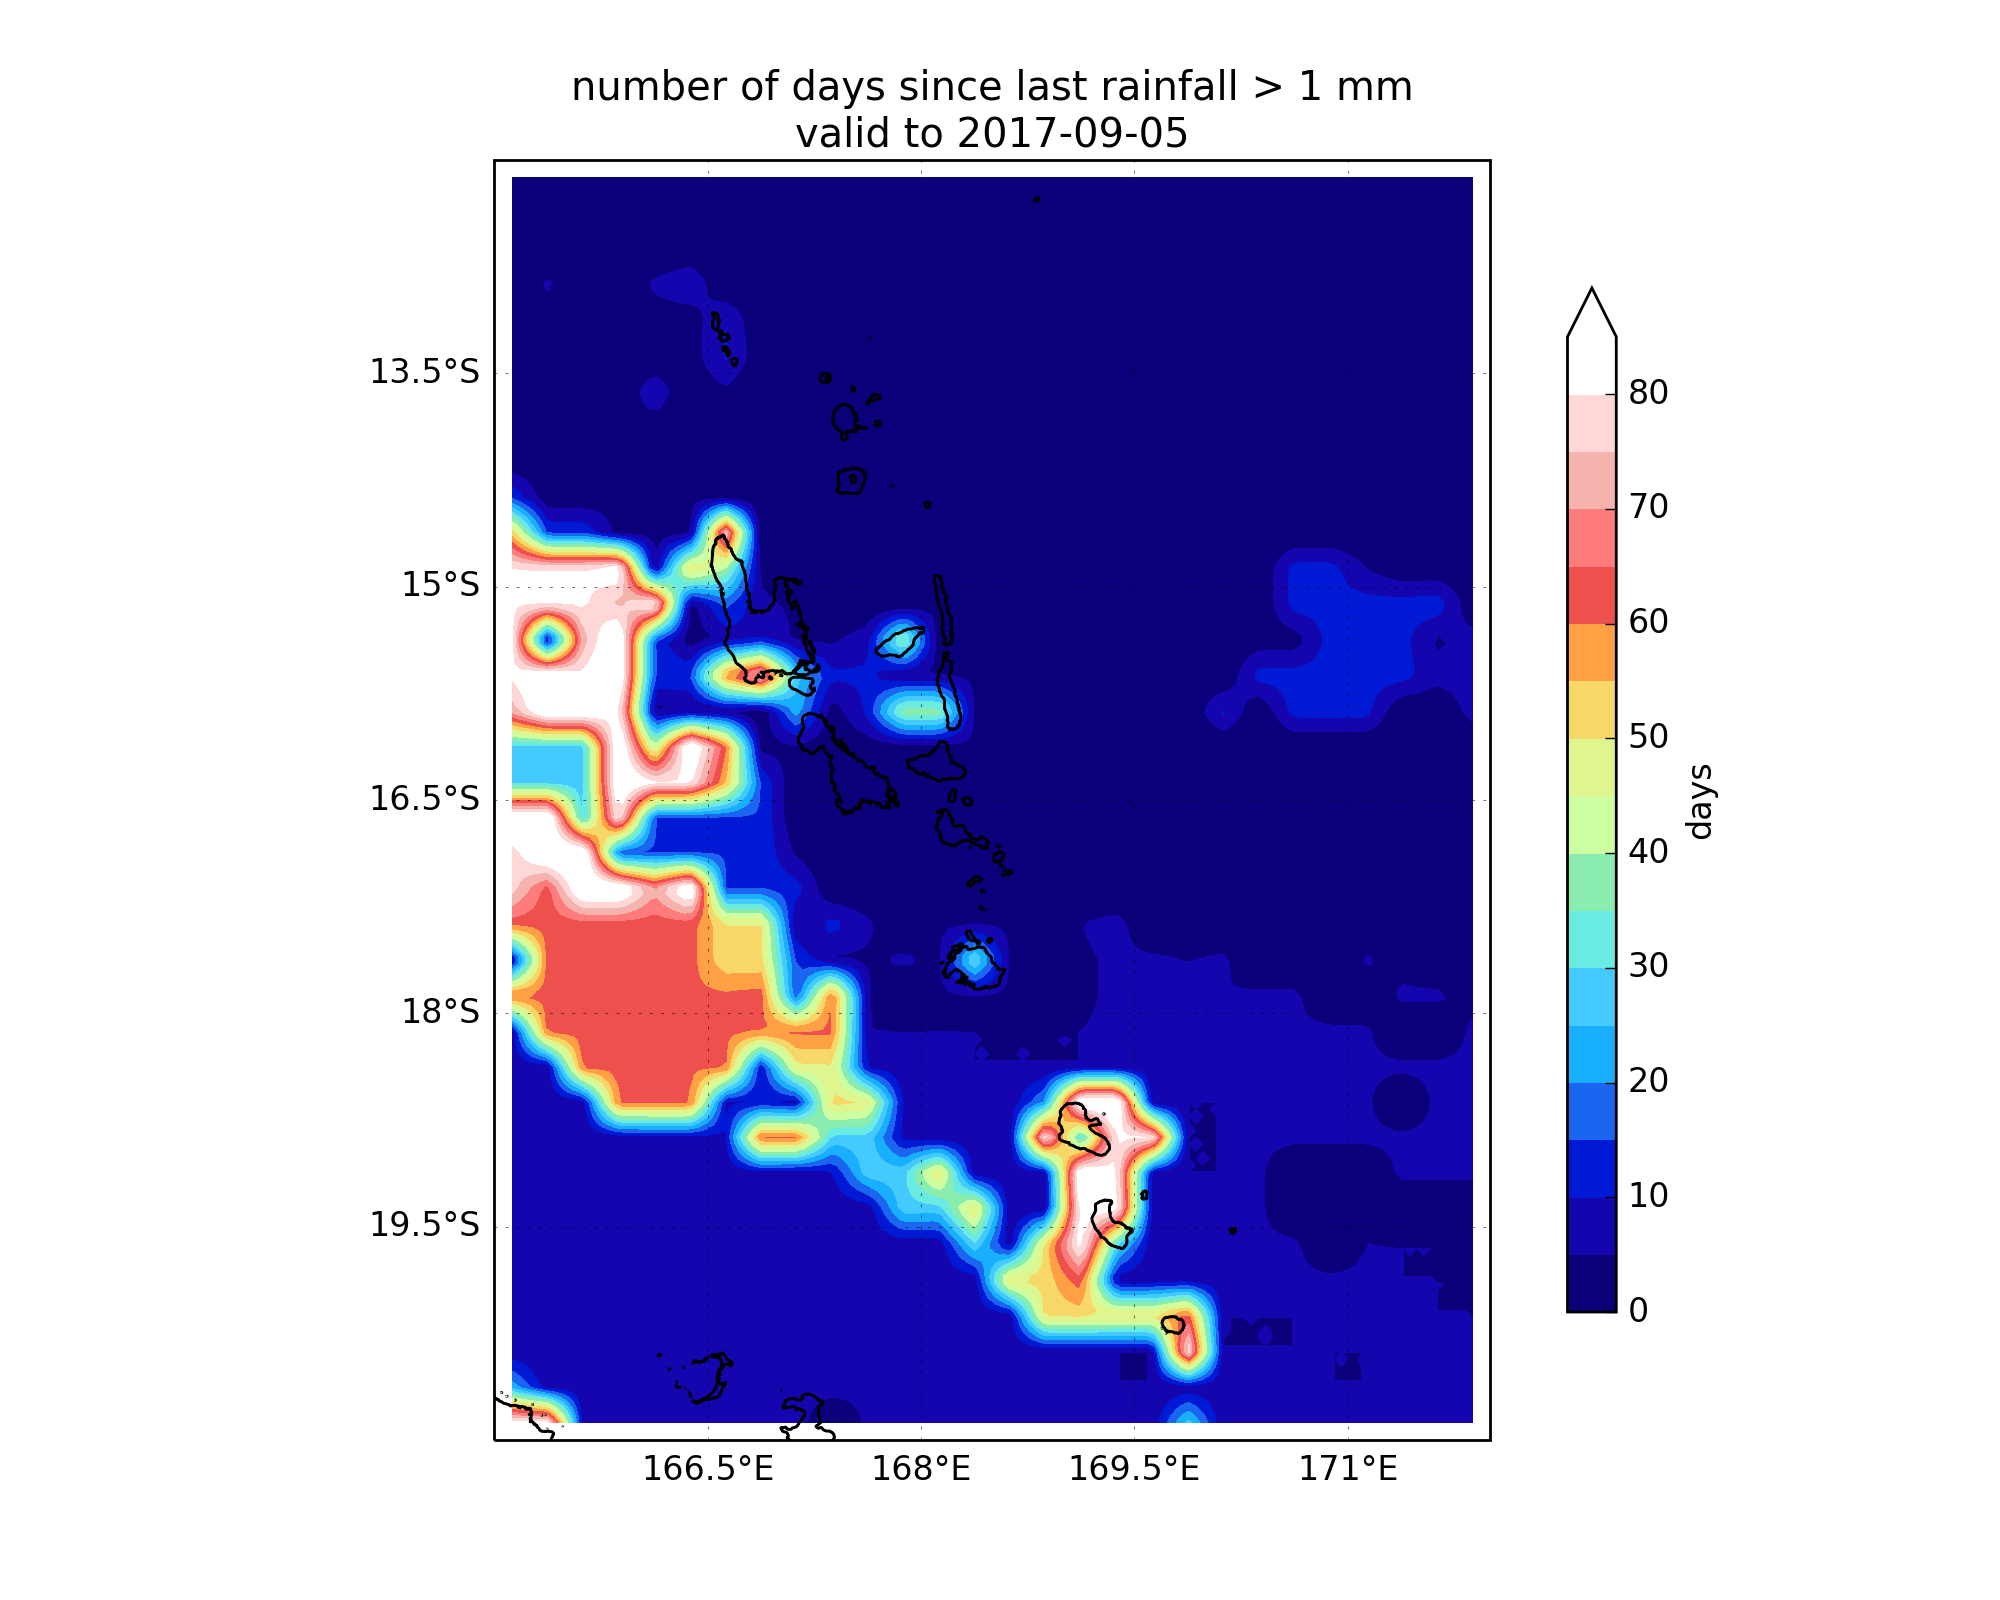 number of days since last rainfall > 1 mm
valid to 2017-09-05
13.5°S
15°S
16.5°S
18°S
19.5°S
166.5°E
168°E
169.5°E
171°E
80
70
60
50
40
30
20
10
0
days